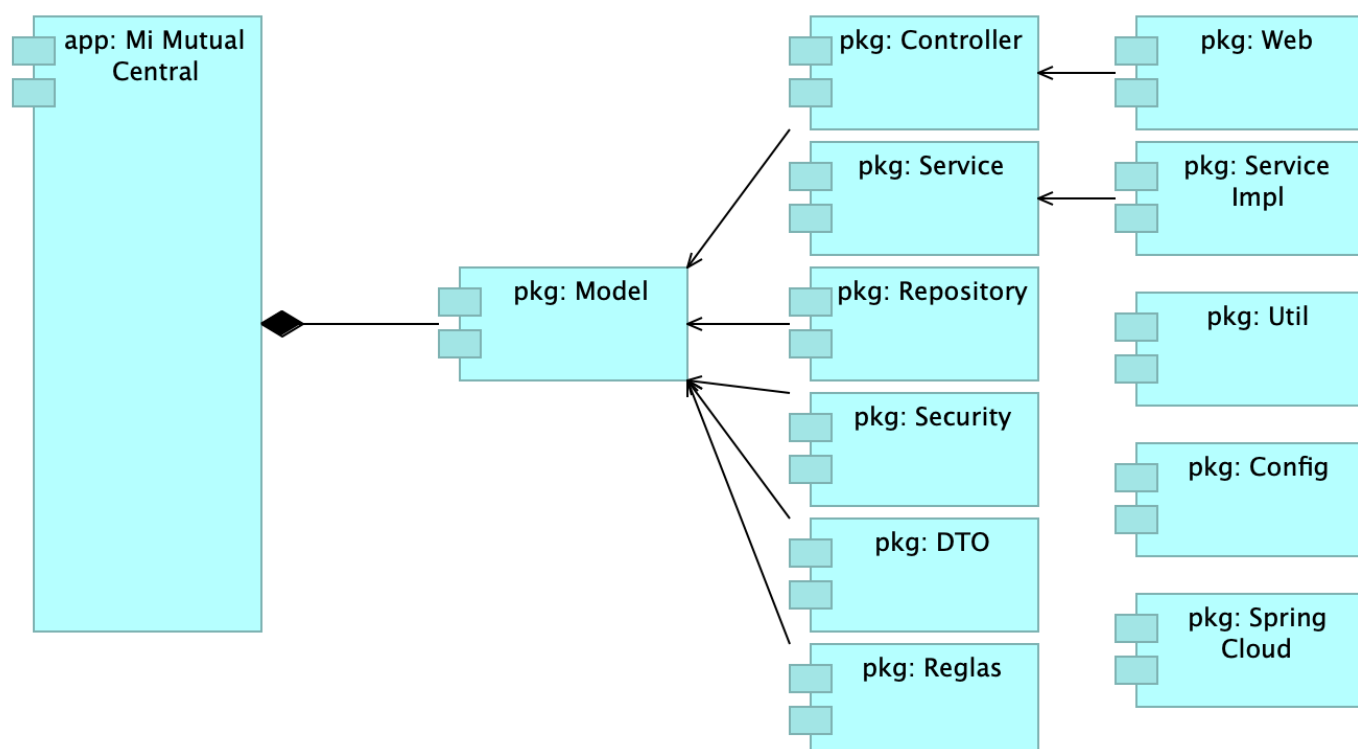 app: Mi Mutual
Central
pkg: Model
pkg: Controller
pkg: Service
pkg: Repository
pkg: Security
pkg: DTO
pkg: Reglas
pkg: Web
pkg: Service
Impl
pkg: Util
pkg: Config
pkg: Spring
Cloud